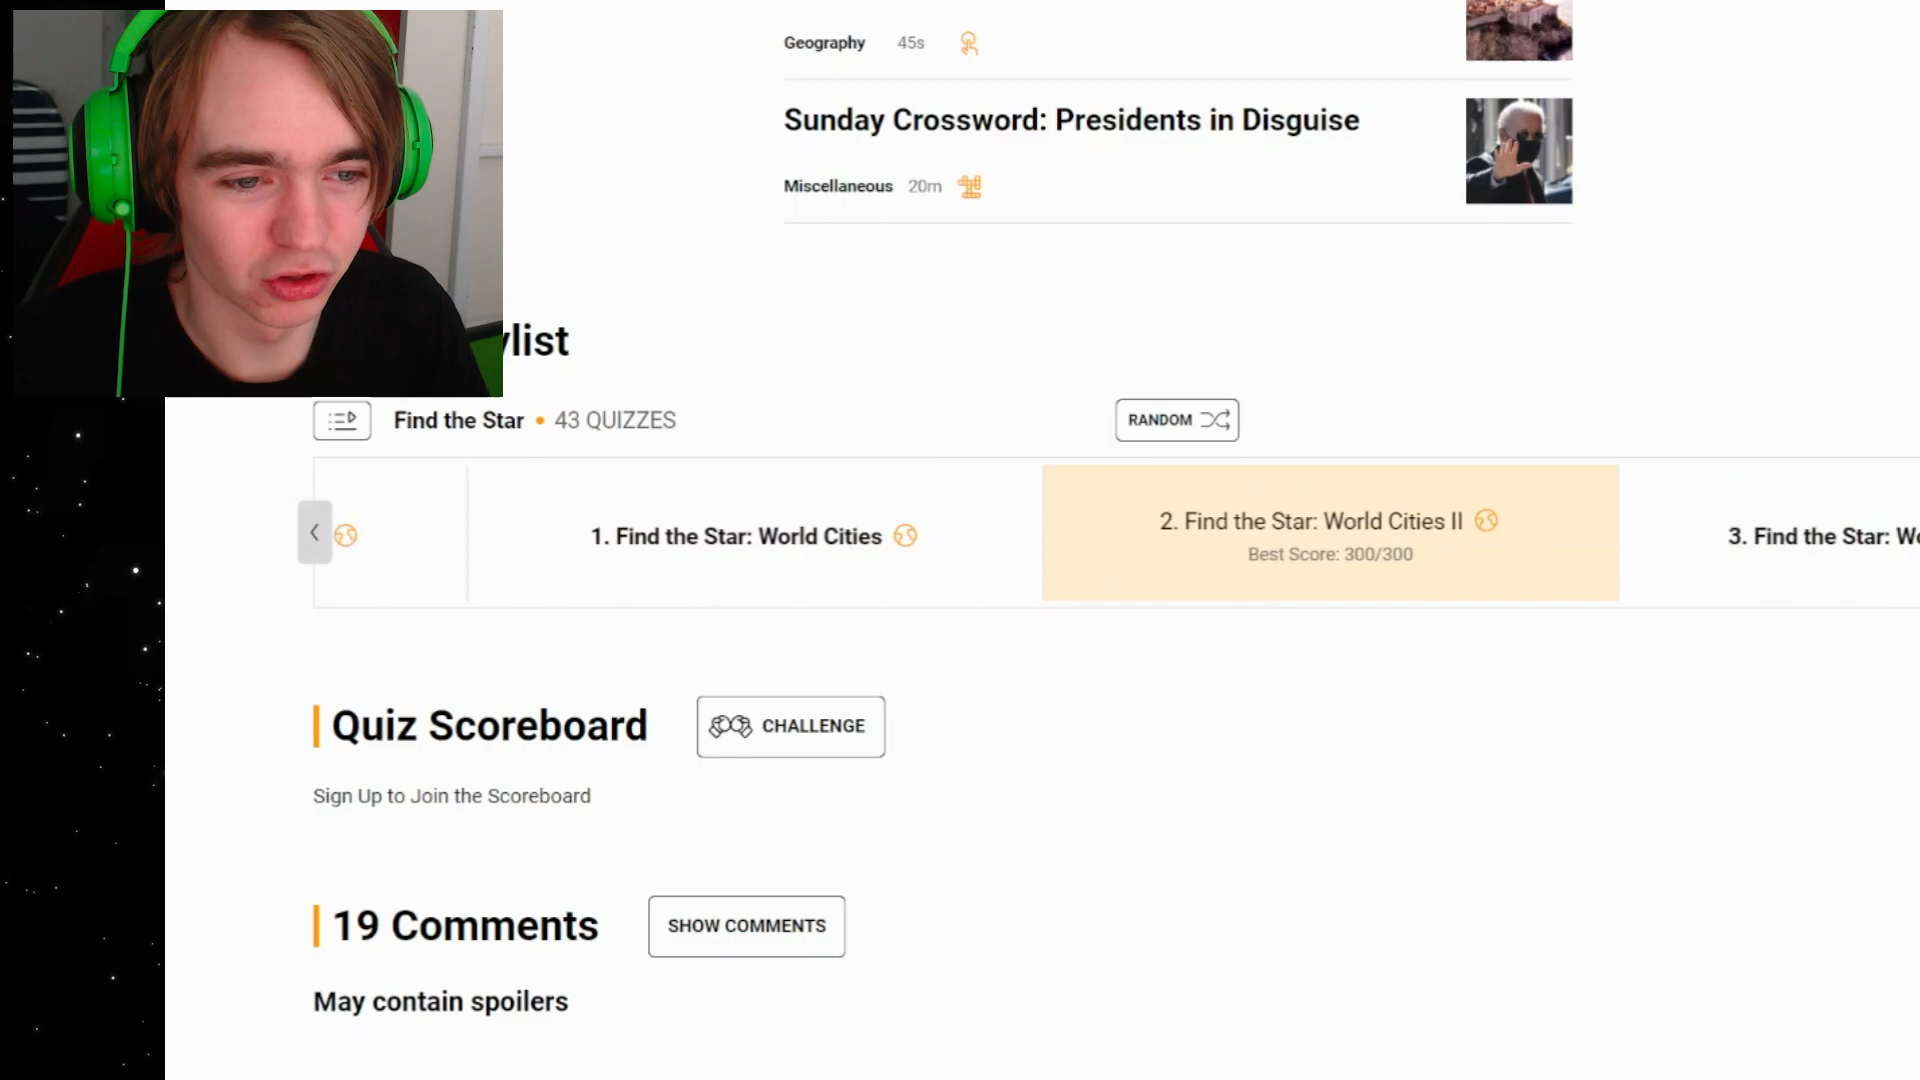 Geography 45s
Sunday Crossword: Presidents in Disguise
Miscellaneous 20m
ylist
Find the Star • 43 QUIZZES
RANDOM
1. Find the Star: World Cities
2. Find the Star: World Cities II
Best Score: 300/300
3. Find the Star: Wo
Quiz Scoreboard
CHALLENGE
Sign Up to Join the Scoreboard
19 Comments
SHOW COMMENTS
May contain spoilers